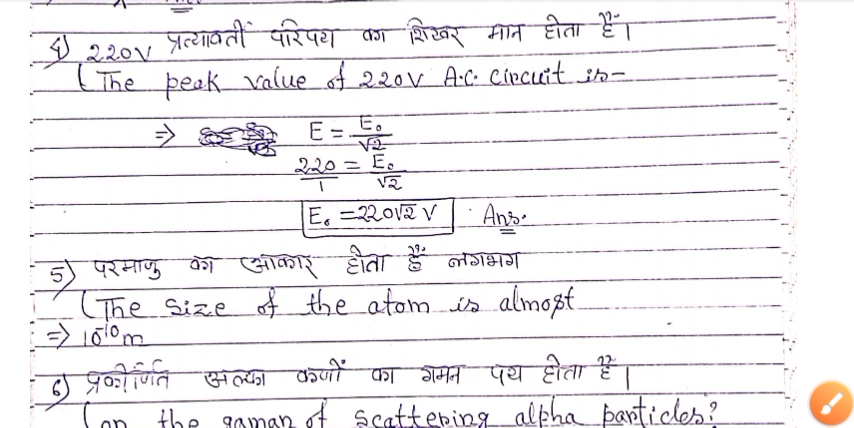 4) 220V प्रत्यावर्ती परिपथ का शिखर मान होता है।
(The peak value of 220V A.C. circuit is-
⇒ E = E₀/√2
220/1 = E₀/√2
E₀ = 220√2 V Ans.
5) परमाणु का आकार होता है लगभग
(The size of the atom is almost
⇒ 10¹⁰m
6) प्रकीर्णित अल्फा कणों का गमन पथ होता है।
(on the gaman of scattering alpha particles?